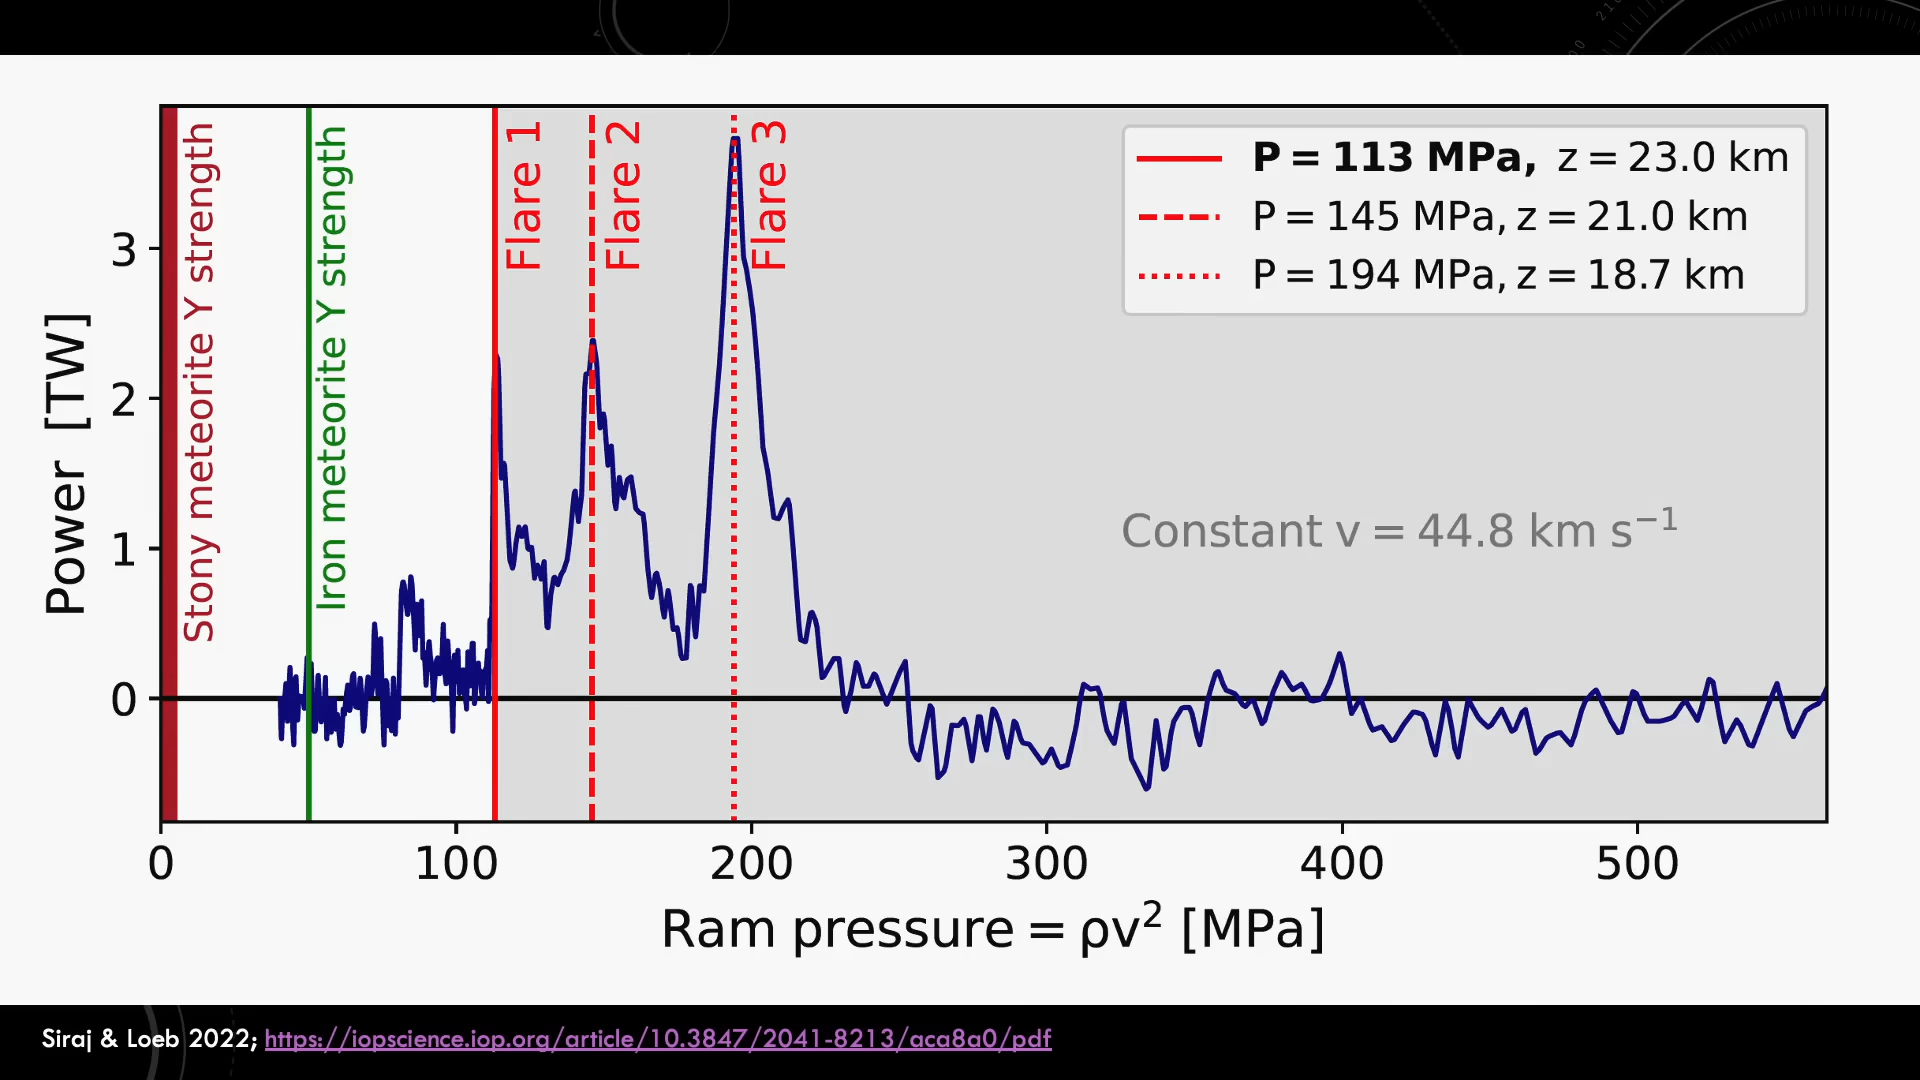 Stony meteorite Y strength
Iron meteorite Y strength
Flare 1
Flare 2
Flare 3
P = 113 MPa, z = 23.0 km
P = 145 MPa, z = 21.0 km
P = 194 MPa, z = 18.7 km
Constant v = 44.8 km s⁻¹
Power [TW]
3
2
1
0
0 100 200 300 400 500
Ram pressure = ρv² [MPa]
Siraj & Loeb 2022; https://iopscience.iop.org/article/10.3847/2041-8213/aca8a0/pdf